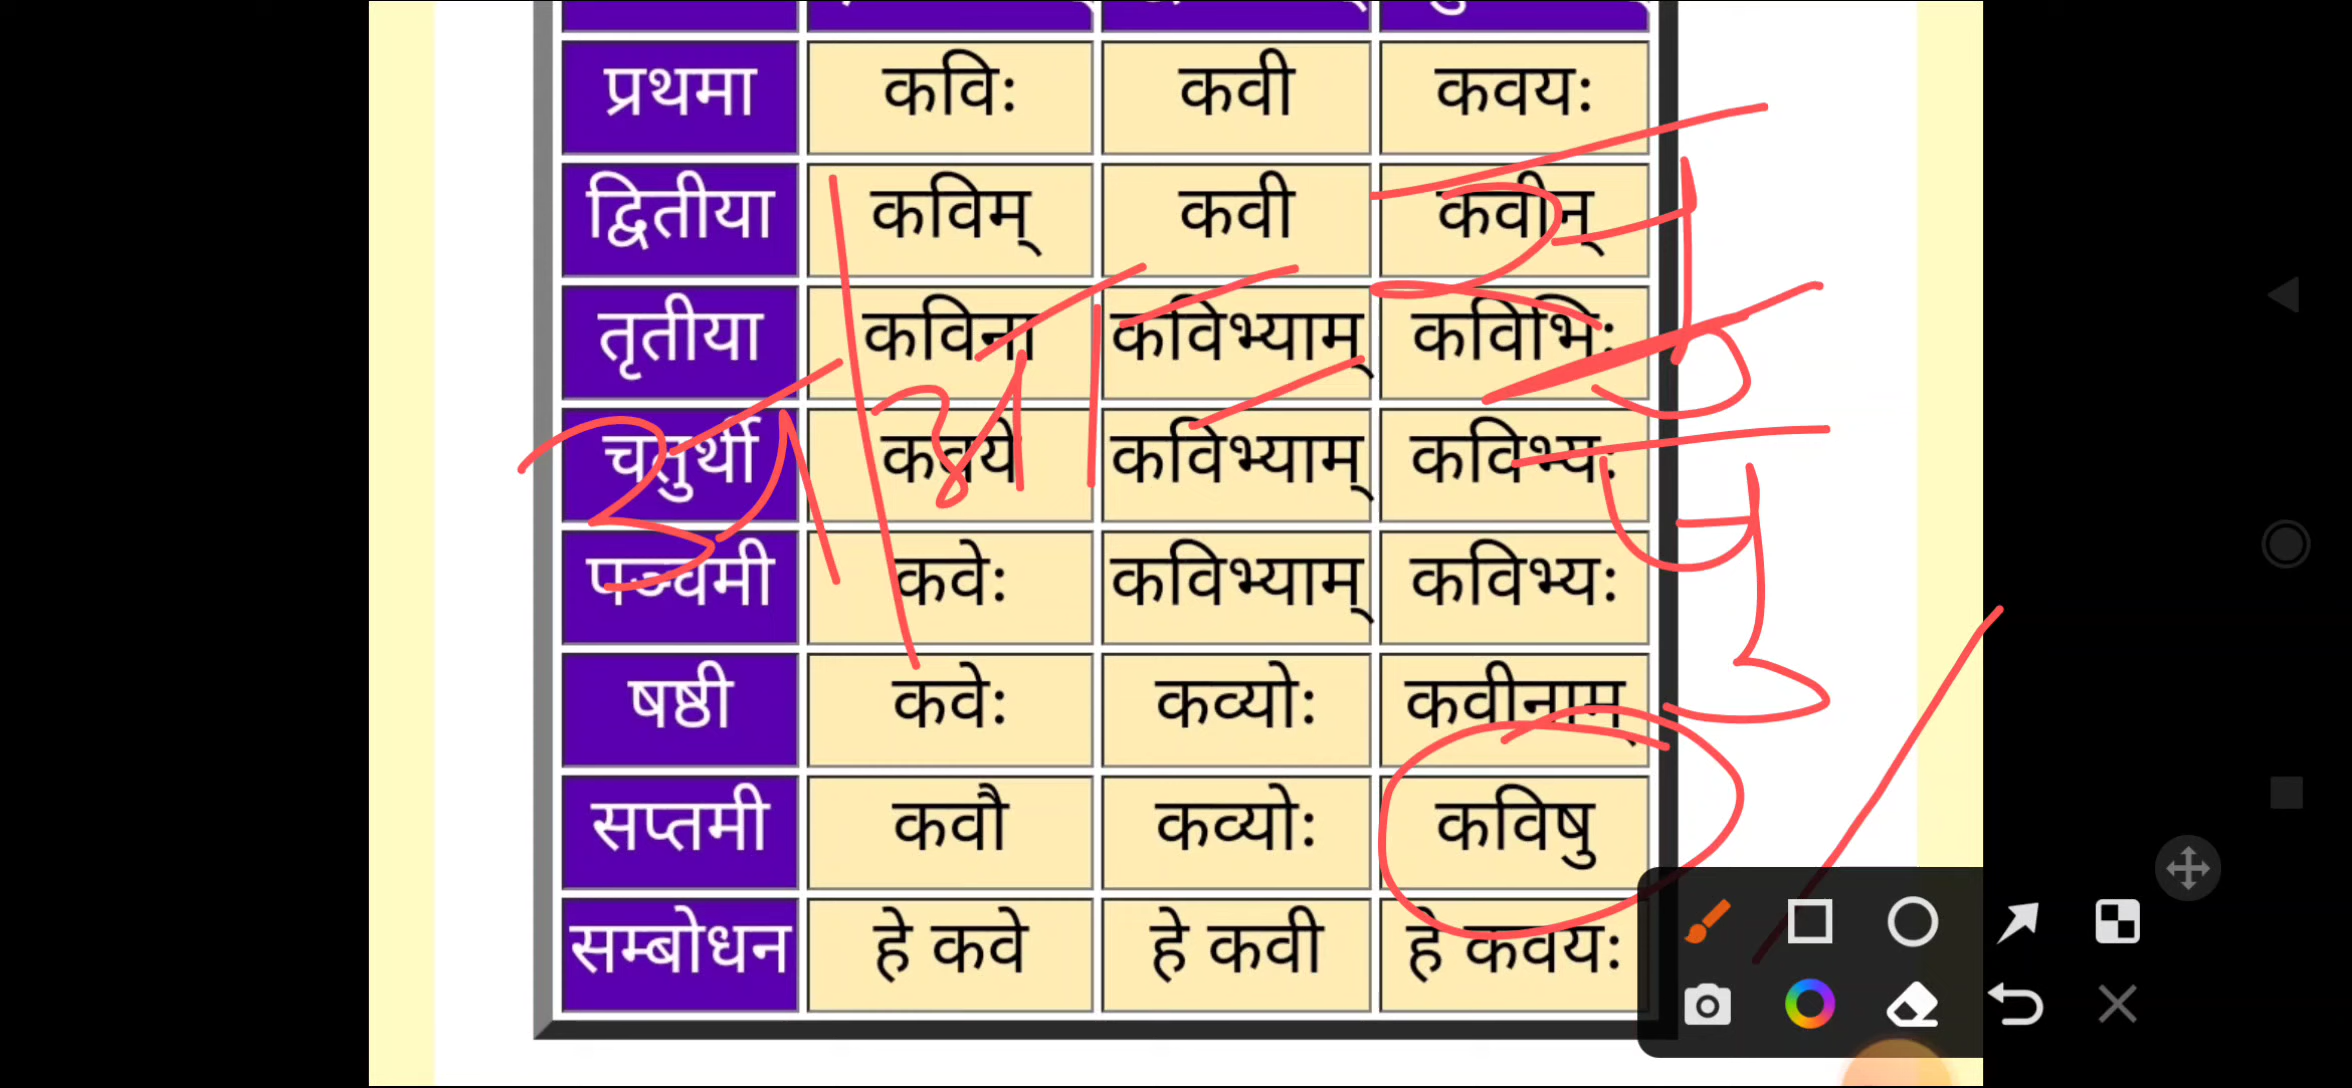 प्रथमा कविः कवी कवयः
द्वितीया कविम् कवी कवीन्
तृतीया कविना कविभ्याम् कविभिः
चतुर्थी कवये कविभ्याम् कविभ्यः
पञ्चमी कवेः कविभ्याम् कविभ्यः
षष्ठी कवेः कव्योः कवीनाम्
सप्तमी कवौ कव्योः कविषु
सम्बोधन हे कवे हे कवी हे कवयः